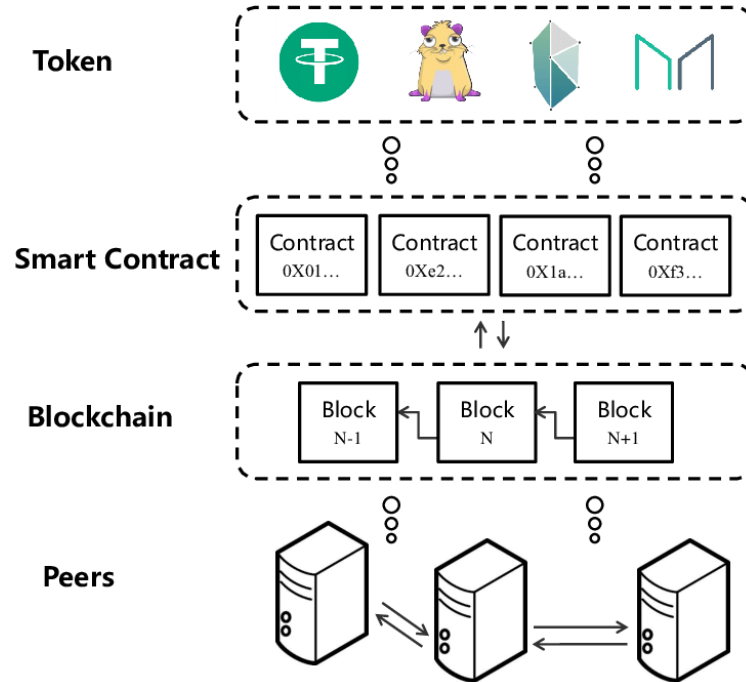 Token
Smart Contract
Contract
0X01...
Contract
0Xe2...
Contract
0X1a...
Contract
0Xf3...
Blockchain
Block
N-1
Block
N
Block
N+1
Peers